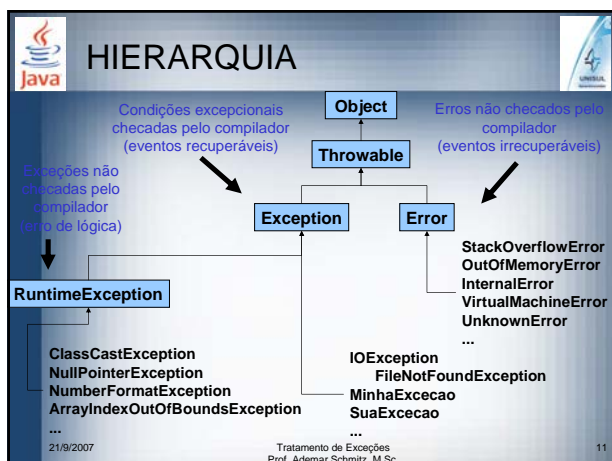 Java
HIERARQUIA
UNISUL
Condições excepcionais
checadas pelo compilador
(eventos recuperáveis)
Object
Erros não checados pelo
compilador
(eventos irrecuperáveis)
Throwable
Exceções não
checadas pelo
compilador
(erro de lógica)
Exception
Error
StackOverflowError
OutOfMemoryError
InternalError
VirtualMachineError
UnknownError
...
RuntimeException
ClassCastException
NullPointerException
NumberFormatException
ArrayIndexOutOfBoundsException
...
IOException
FileNotFoundException
MinhaExcecao
SuaExcecao
...
21/9/2007
Tratamento de Exceções
Prof. Ademar Schmitz, M.Sc.
11